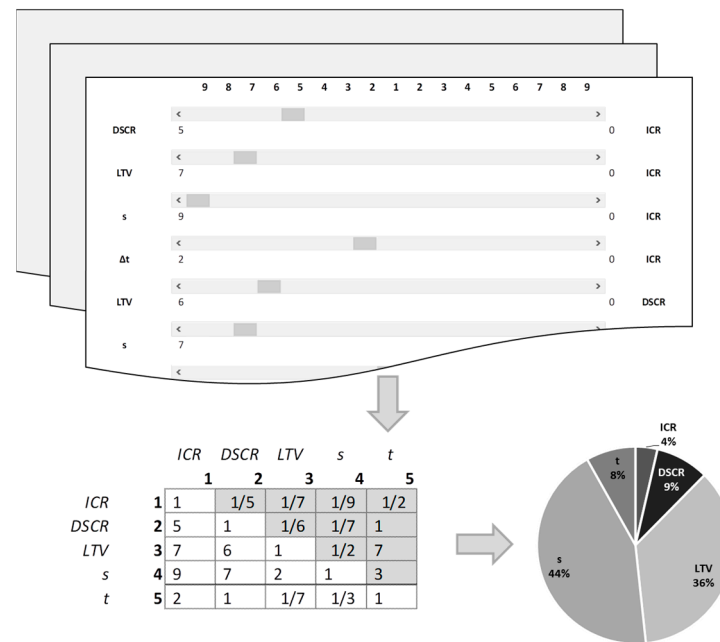 9 8 7 6 5 4 3 2 1 2 3 4 5 6 7 8 9
DSCR 5 0 ICR
LTV 7 0 ICR
s 9 0 ICR
Δt 2 0 ICR
LTV 6 0 DSCR
s 7
ICR DSCR LTV s t
1 2 3 4 5
ICR 1 1 1/5 1/7 1/9 1/2
DSCR 2 5 1 1/6 1/7 1
LTV 3 7 6 1 1/2 7
s 4 9 7 2 1 3
t 5 2 1 1/7 1/3 1
ICR
4%
DSCR
9%
LTV
36%
s
44%
t
8%